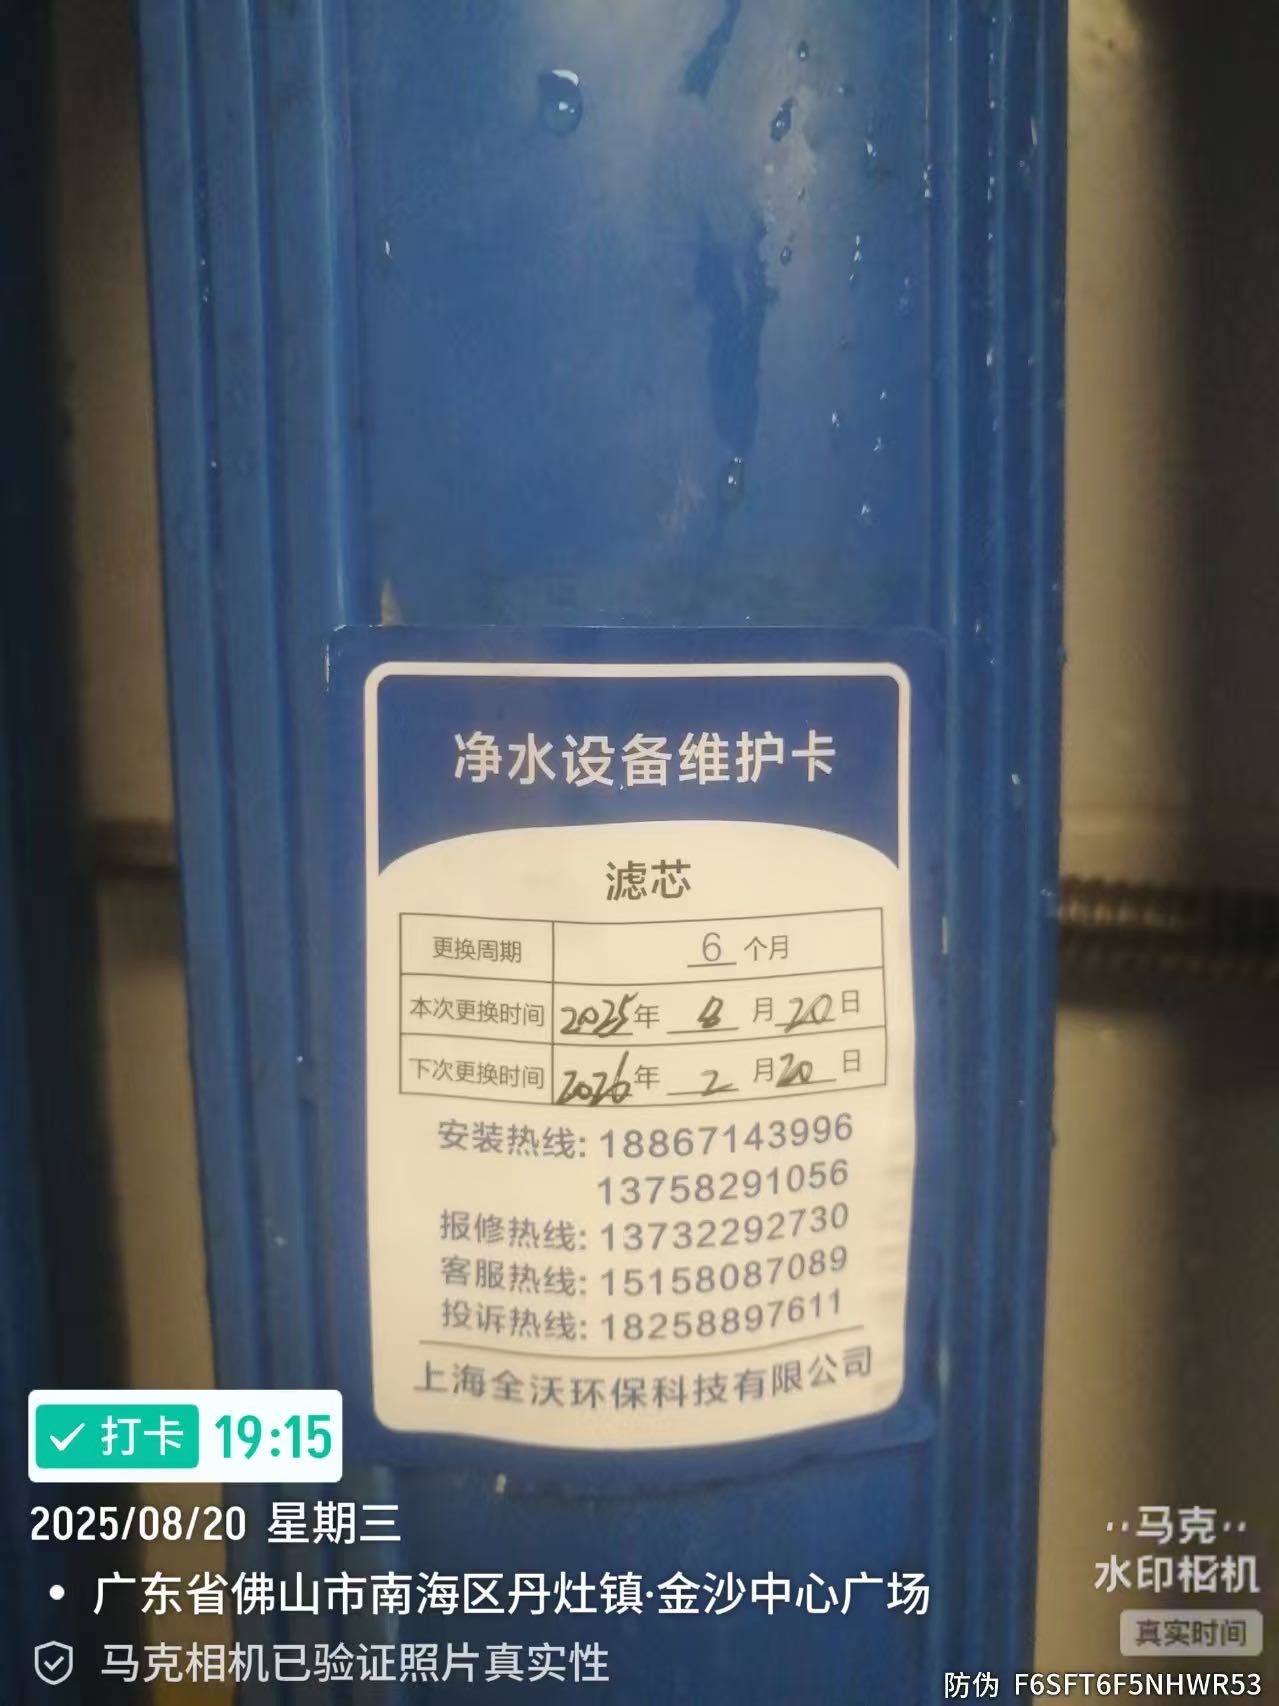 净水设备维护卡
滤芯
更换周期 6 个月
本次更换时间 2025年 8 月 20 日
下次更换时间 2026年 2 月 20 日
安装热线: 18867143996
13758291056
报修热线: 13732292730
客服热线: 15158087089
投诉热线: 18258897611
上海全沃环保科技有限公司
打卡 19:15
2025/08/20 星期三
广东省佛山市南海区丹灶镇·金沙中心广场
马克相机已验证照片真实性
马克
水印相机
真实时间
防伪 F6SFT6F5NHWR53